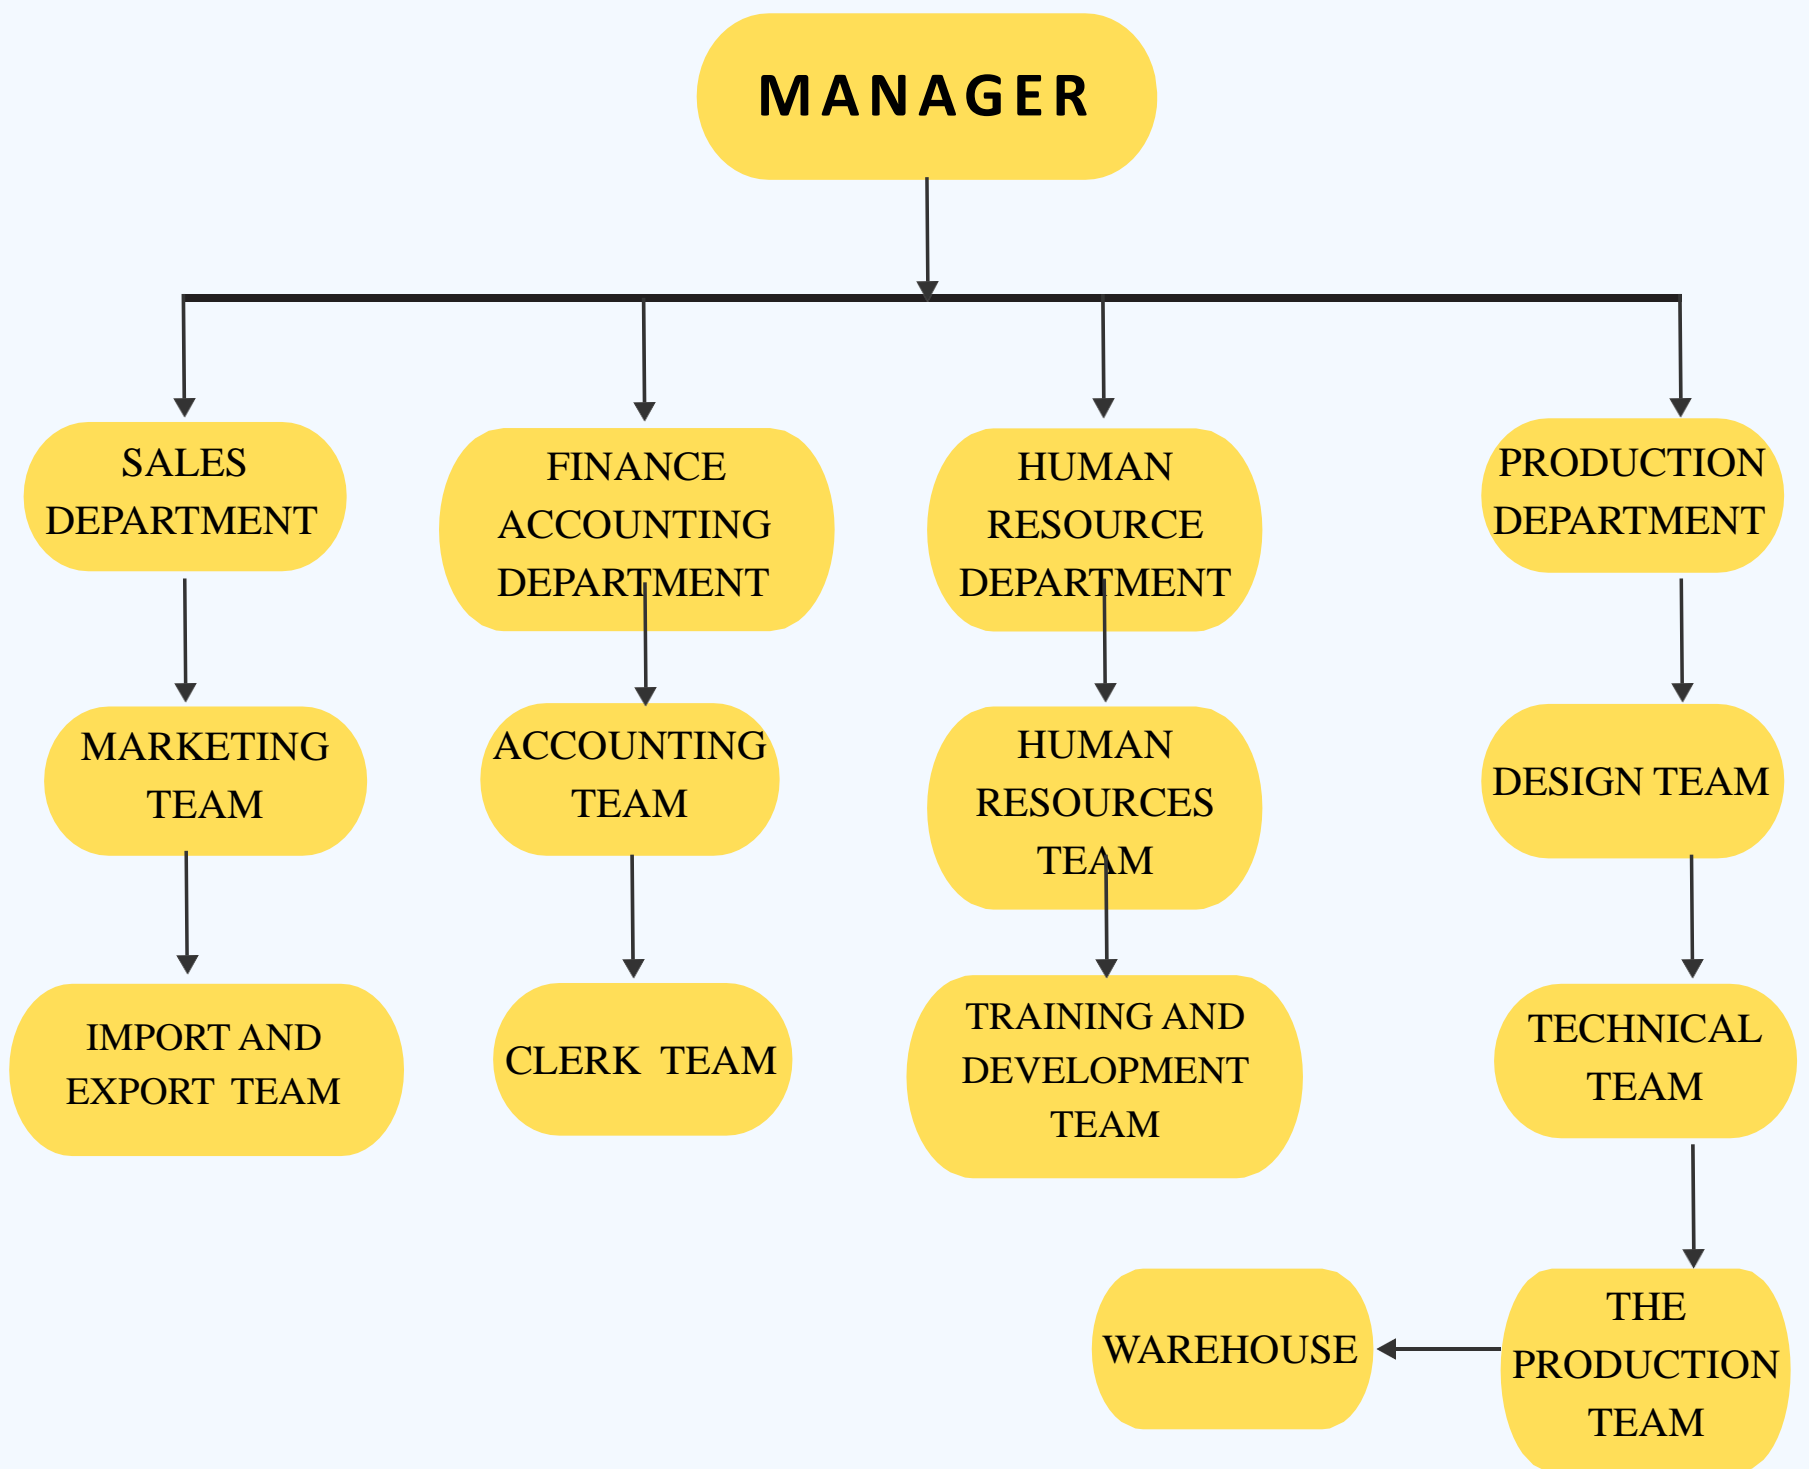 MANAGER
SALES
DEPARTMENT
FINANCE
ACCOUNTING
DEPARTMENT
HUMAN
RESOURCE
DEPARTMENT
PRODUCTION
DEPARTMENT
MARKETING
TEAM
ACCOUNTING
TEAM
HUMAN
RESOURCES
TEAM
DESIGN TEAM
IMPORT AND
EXPORT TEAM
CLERK TEAM
TRAINING AND
DEVELOPMENT
TEAM
TECHNICAL
TEAM
WAREHOUSE
THE
PRODUCTION
TEAM